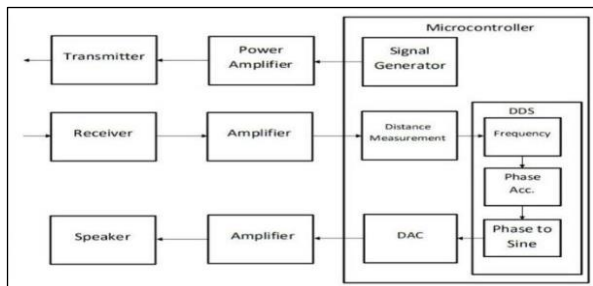 Microcontroller
Transmitter
Power
Amplifier
Signal
Generator
DDS
Receiver
Amplifier
Distance
Measurement
Frequency
Phase
Acc.
Speaker
Amplifier
DAC
Phase to
Sine